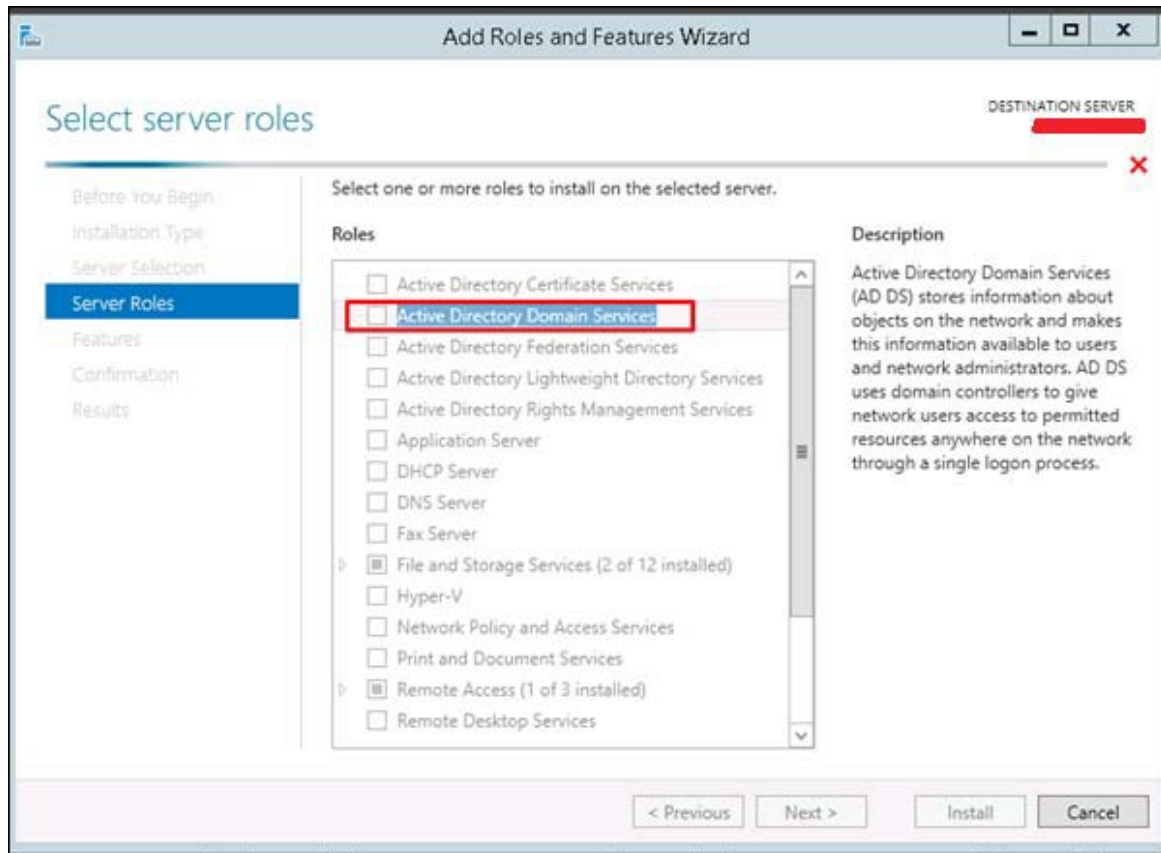 Add Roles and Features Wizard
Select server roles
DESTINATION SERVER
Before You Begin
Installation Type
Server Selection
Server Roles
Features
Confirmation
Results
Select one or more roles to install on the selected server.
Roles
Active Directory Certificate Services
Active Directory Domain Services
Active Directory Federation Services
Active Directory Lightweight Directory Services
Active Directory Rights Management Services
Application Server
DHCP Server
DNS Server
Fax Server
File and Storage Services (2 of 12 installed)
Hyper-V
Network Policy and Access Services
Print and Document Services
Remote Access (1 of 3 installed)
Remote Desktop Services
Description
Active Directory Domain Services
(AD DS) stores information about
objects on the network and makes
this information available to users
and network administrators. AD DS
uses domain controllers to give
network users access to permitted
resources anywhere on the network
through a single logon process.
< Previous
Next >
Install
Cancel